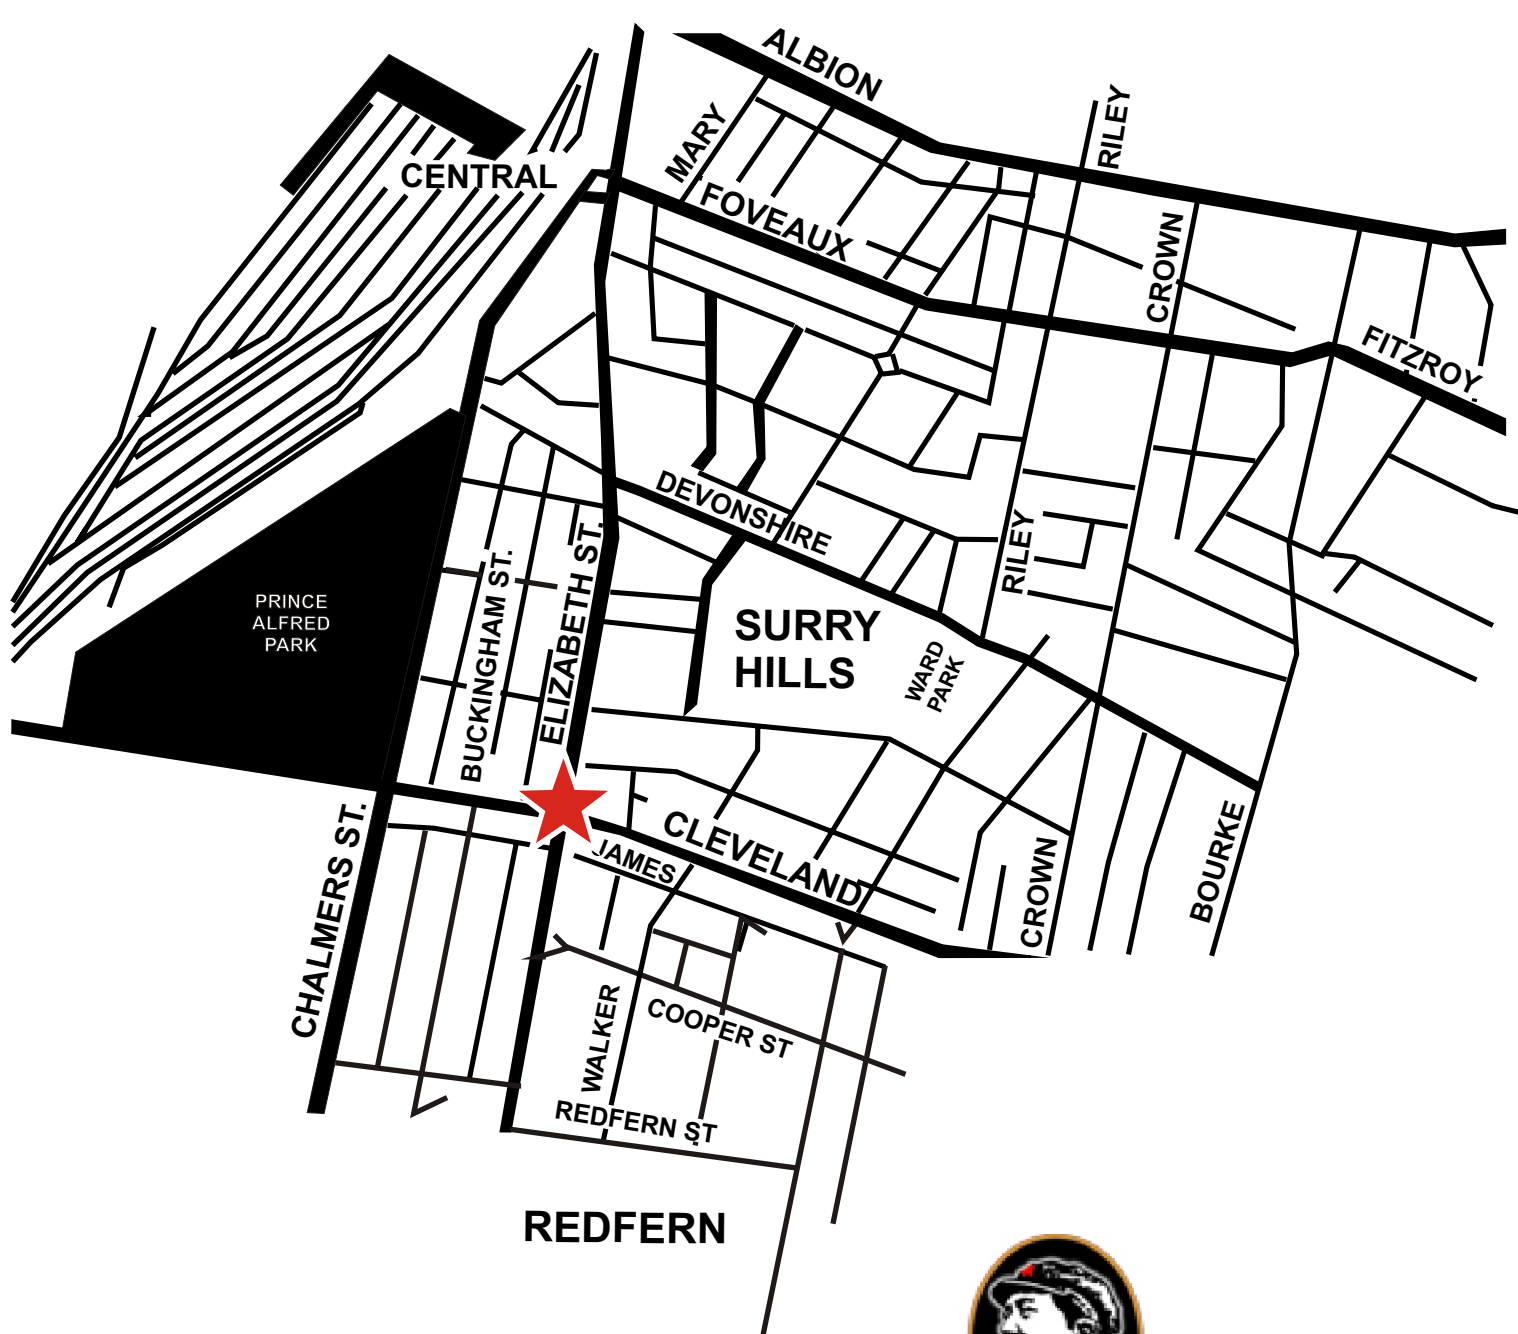 ALBION
RILEY
MARY
CENTRAL
FOVEAUX
CROWN
FITZROY
DEVONSHIRE
RILEY
PRINCE
ALFRED
PARK
BUCKINGHAM ST.
ELIZABETH ST.
SURRY
HILLS
WARD
PARK
CHALMERS ST.
CLEVELAND
JAMES
CROWN
BOURKE
WALKER
COOPER ST
REDFERN ST
REDFERN